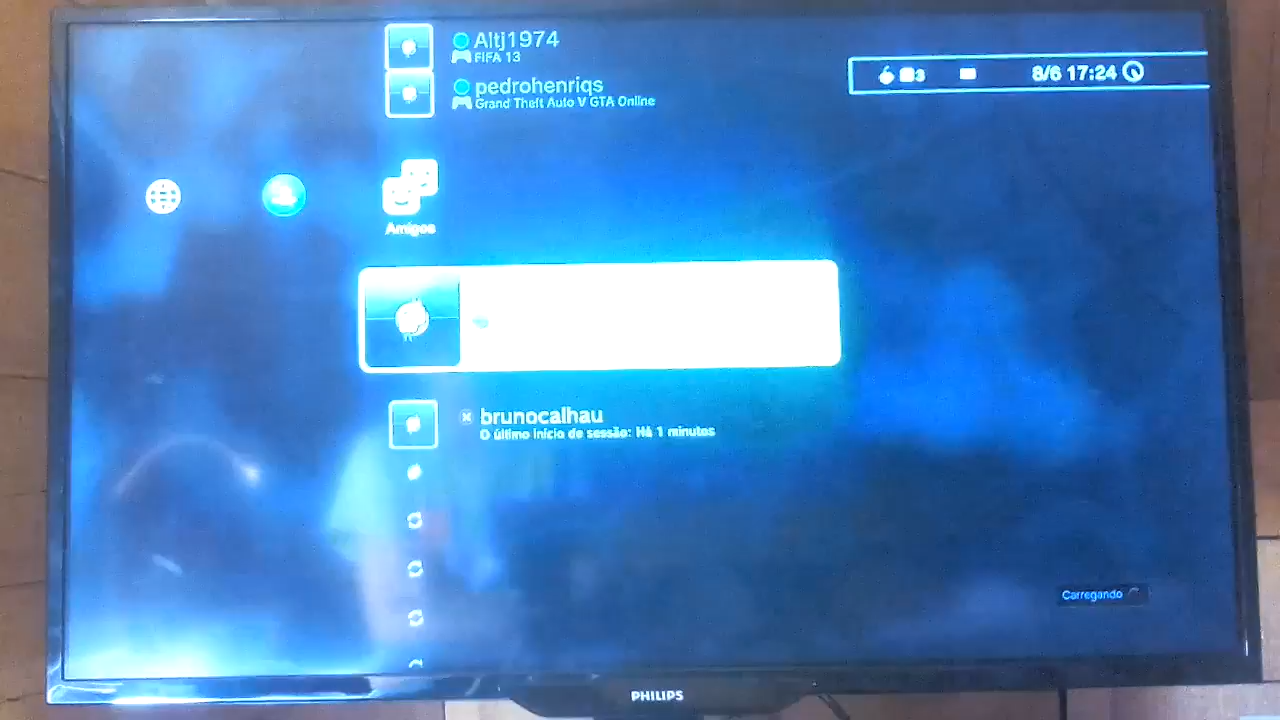 Altj1974
FIFA 13
pedrohenriqs
Grand Theft Auto V GTA Online
3
8/6 17:24
Amigos
brunocalhau
O último início de sessão: Há 1 minutos
Carregando
PHILIPS